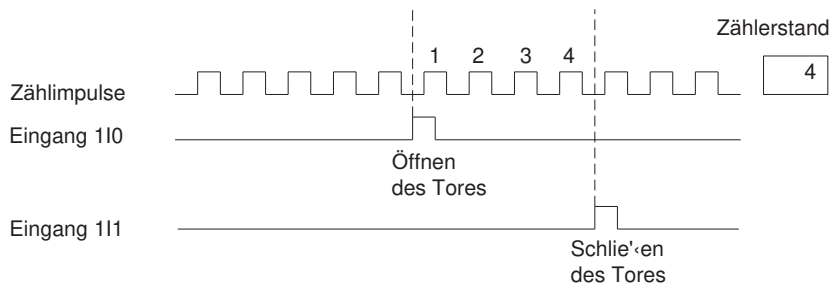 Zählerstand
1 2 3 4
4
Zählimpulse
Eingang 1I0
Öffnen
des Tores
Eingang 1I1
Schlie'‹en
des Tores